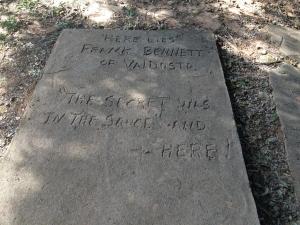 "HERE LIES"
FRANK BENNETT
OF VALDOSTA
"THE SECRET WAS
IN THE SAUCE" AND
- HERE!